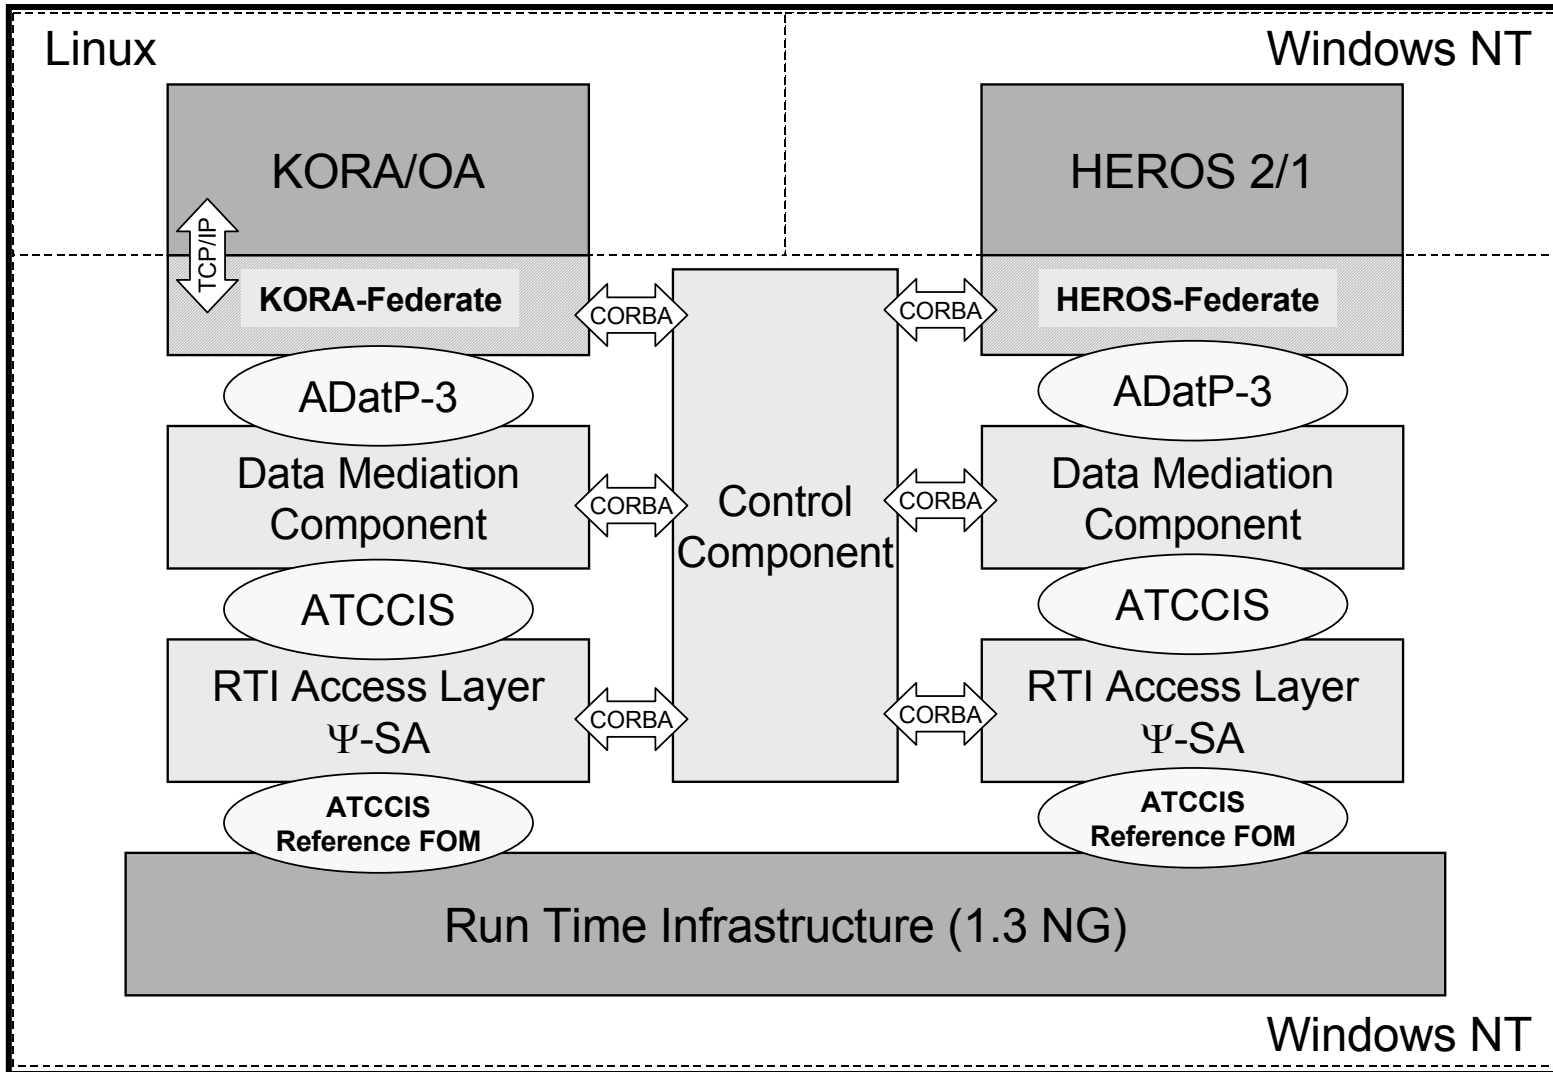 Linux
Windows NT
KORA/OA
HEROS 2/1
TCP/IP
KORA-Federate
CORBA
CORBA
HEROS-Federate
ADatP-3
ADatP-3
Data Mediation
Component
CORBA
Control
Component
CORBA
Data Mediation
Component
ATCCIS
ATCCIS
RTI Access Layer
Ψ-SA
CORBA
CORBA
RTI Access Layer
Ψ-SA
ATCCIS
Reference FOM
ATCCIS
Reference FOM
Run Time Infrastructure (1.3 NG)
Windows NT